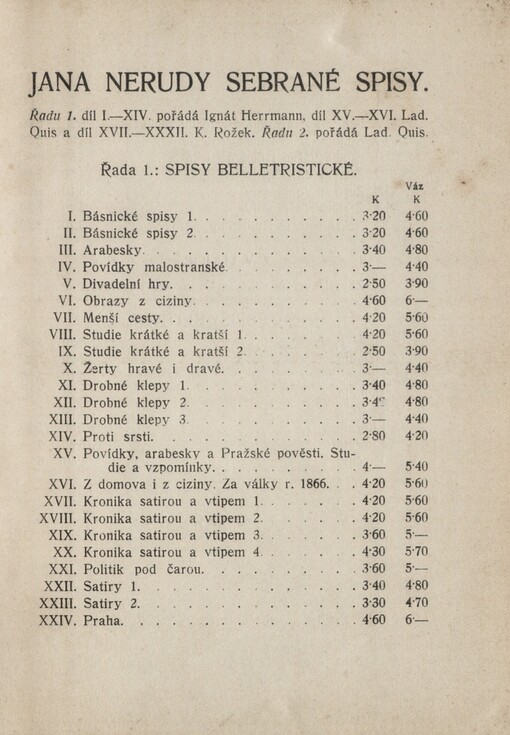 JANA NERUDY SEBRANÉ SPISY.
Řadu 1. díl I.—XIV. pořádá Ignát Herrmann, díl XV.—XVI. Lad.
Quis a díl XVII.—XXXII. K. Rožek. Řadu 2. pořádá Lad. Quis.
Řada 1.: SPISY BELLETRISTICKÉ.
Váz
K K
I. Básnické spisy 1. . . . . . . . . . . . 3·20 4·60
II. Básnické spisy 2 . . . . . . . . . . . 3·20 4·60
III. Arabesky . . . . . . . . . . . . . . 3·40 4·80
IV. Povídky malostranské . . . . . . . . . 3·— 4·40
V. Divadelní hry. . . . . . . . . . . . . 2·50 3·90
VI. Obrazy z ciziny. . . . . . . . . . . . 4·60 6·—
VII. Menší cesty. . . . . . . . . . . . . 4·20 5·60
VIII. Studie krátké a kratší 1. . . . . . . . 4·20 5·60
IX. Studie krátké a kratší 2. . . . . . . . 2·50 3·90
X. Žerty hravé i dravé. . . . . . . . . . 3·— 4·40
XI. Drobné klepy 1. . . . . . . . . . . . 3·40 4·80
XII. Drobné klepy 2. . . . . . . . . . . 4·80
XIII. Drobné klepy 3. . . . . . . . . . . 3·— 4·40
XIV. Proti srsti. . . . . . . . . . . . . . 2·80 4·20
XV. Povídky, arabesky a Pražské pověsti. Stu-
die a vzpomínky. . . . . . . . . . . 4·— 5·40
XVI. Z domova i z ciziny. Za války r. 1866. . . 4·20 5·60
XVII. Kronika satirou a vtipem 1. . . . . . . 4·20 5·60
XVIII. Kronika satirou a vtipem 2. . . . . . . 4·20 5·60
XIX. Kronika satirou a vtipem 3. . . . . . . 3·60 5·—
XX. Kronika satirou a vtipem 4. . . . . . . 4·30 5·70
XXI. Politik pod čarou. . . . . . . . . . . 3·60 5·—
XXII. Satiry 1. . . . . . . . . . . . . . . 3·40 4·80
XXIII. Satiry 2. . . . . . . . . . . . . . 3·30 4·70
XXIV. Praha. . . . . . . . . . . . . . . 4·60 6·—